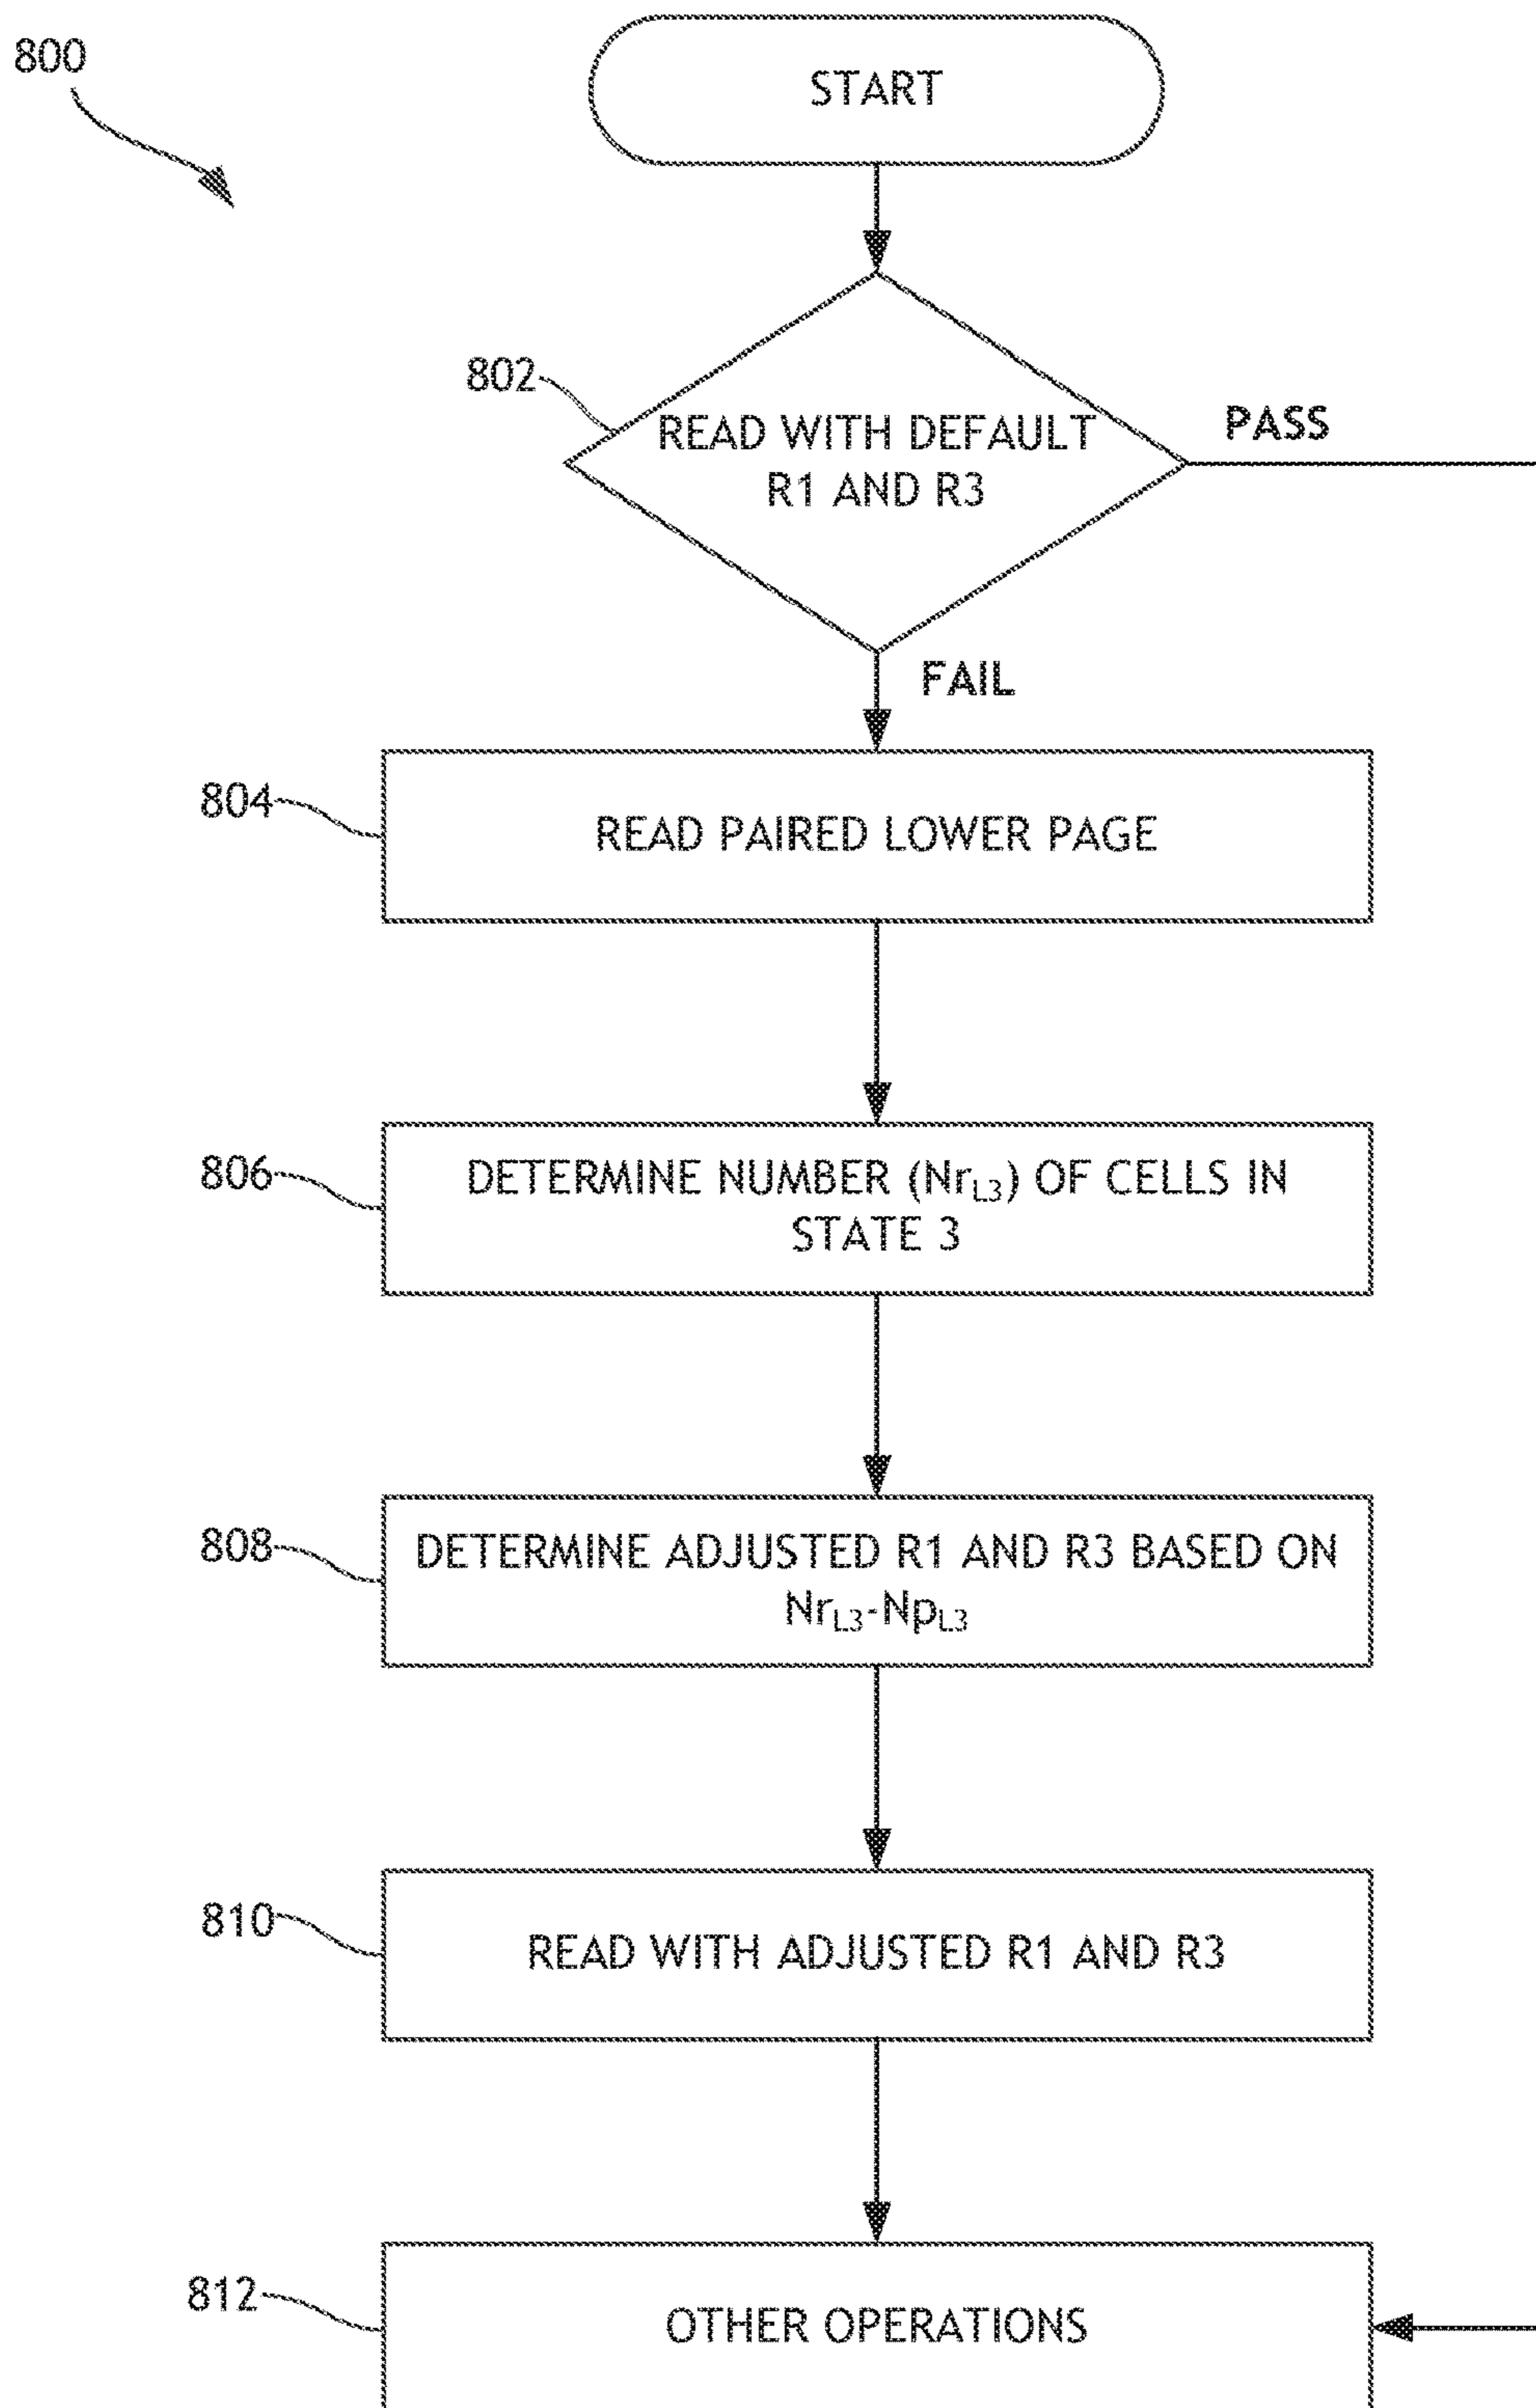 800
START
802
READ WITH DEFAULT
R1 AND R3
PASS
FAIL
804
READ PAIRED LOWER PAGE
806
DETERMINE NUMBER (NrL3) OF CELLS IN
STATE 3
808
DETERMINE ADJUSTED R1 AND R3 BASED ON
NrL3-NpL3
810
READ WITH ADJUSTED R1 AND R3
812
OTHER OPERATIONS